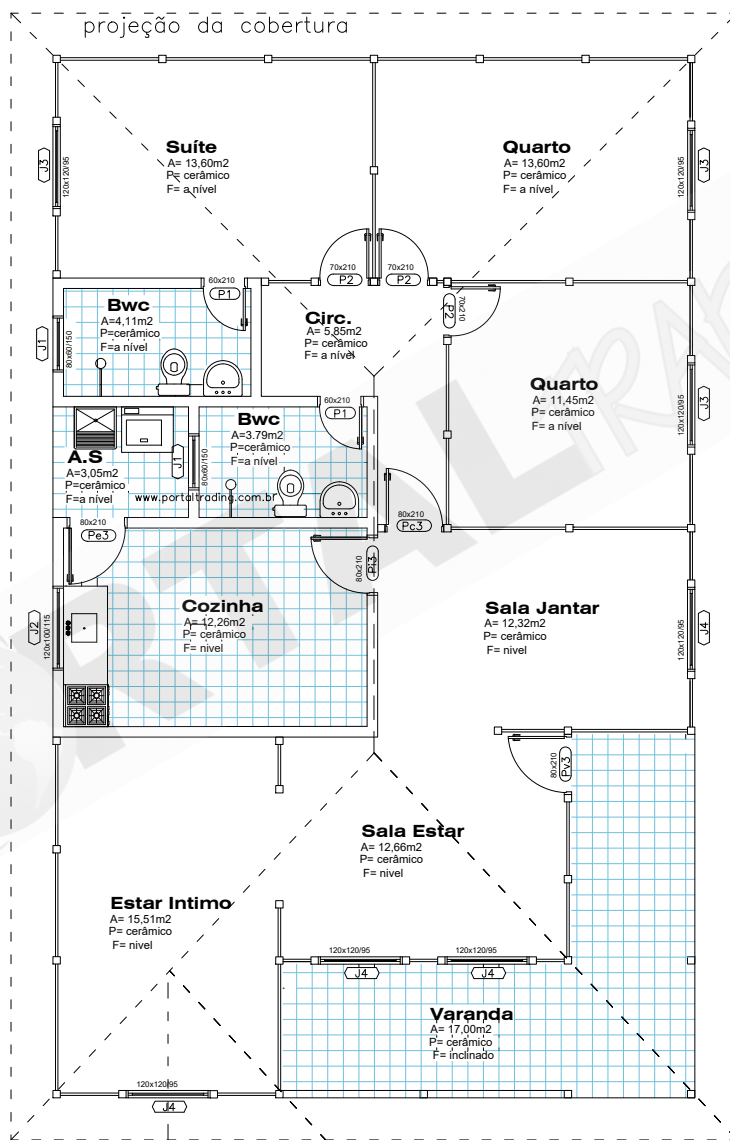 projeção da cobertura
Suíte
A= 13,60m2
P= cerâmico
F= a nível
Quarto
A= 13,60m2
P= cerâmico
F= a nível
J3
120x120/95
120x120/95
J3
70x210
P2
70x210
P2
60x210
P1
Bwc
A=4,11m2
P=cerâmico
F=a nível
J1
80x60/150
Circ.
A= 5,85m2
P= cerâmico
F= a nível
P2
70x210
Quarto
A= 11,45m2
P= cerâmico
F= a nível
120x120/95
J3
60x210
P1
Bwc
A=3.79m2
P=cerâmico
F=a nível
J1
80x60/150
A.S
A=3,05m2
P=cerâmico
F=a nível
www.portaltrading.com.br
80x210
Pe3
80x210
Pc3
80x210
Pi3
Cozinha
A= 12,26m2
P= cerâmico
F= nivel
J2
120x100/115
Sala Jantar
A= 12,32m2
P= cerâmico
F= nivel
120x120/95
J4
80x210
Pv3
Sala Estar
A= 12,66m2
P= cerâmico
F= nivel
Estar Intimo
A= 15,51m2
P= cerâmico
F= nivel
120x120/95
J4
120x120/95
J4
Varanda
A= 17,00m2
P= cerâmico
F= inclinado
120x120/95
J4
PORTAL TRAD